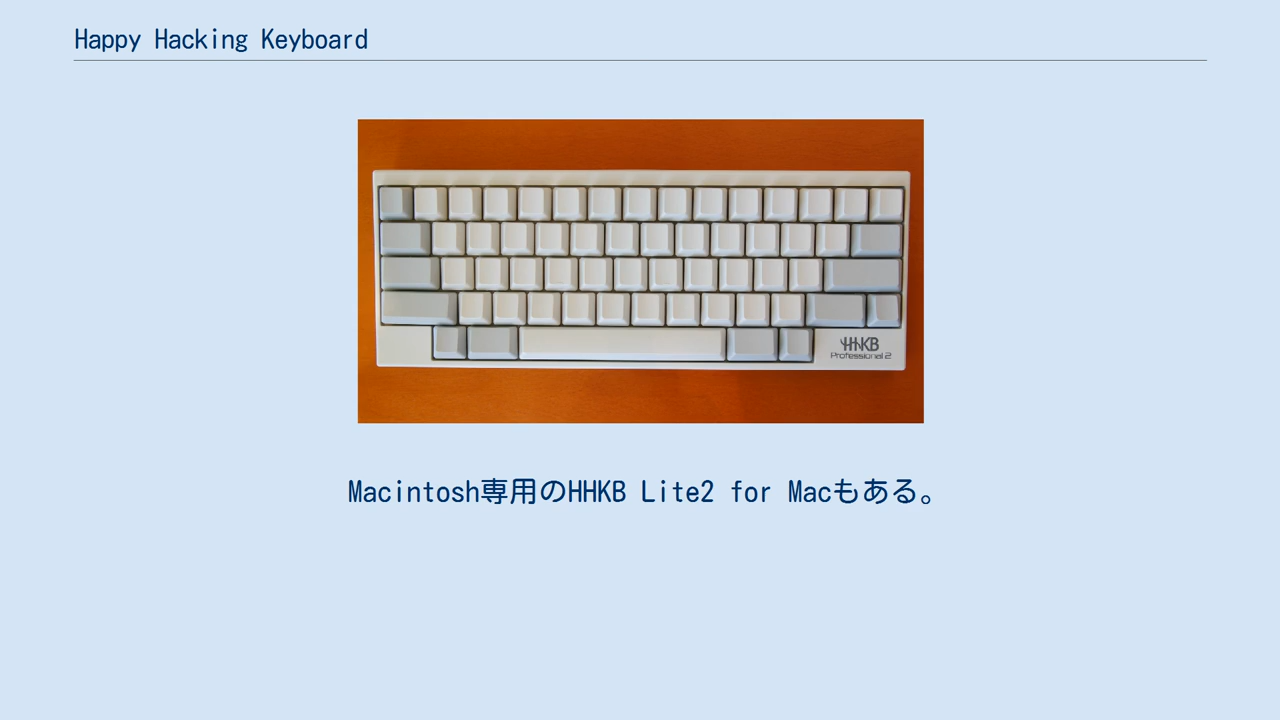 Happy Hacking Keyboard
HHKB
Professional 2
Macintosh専用のHHKB Lite2 for Macもある。